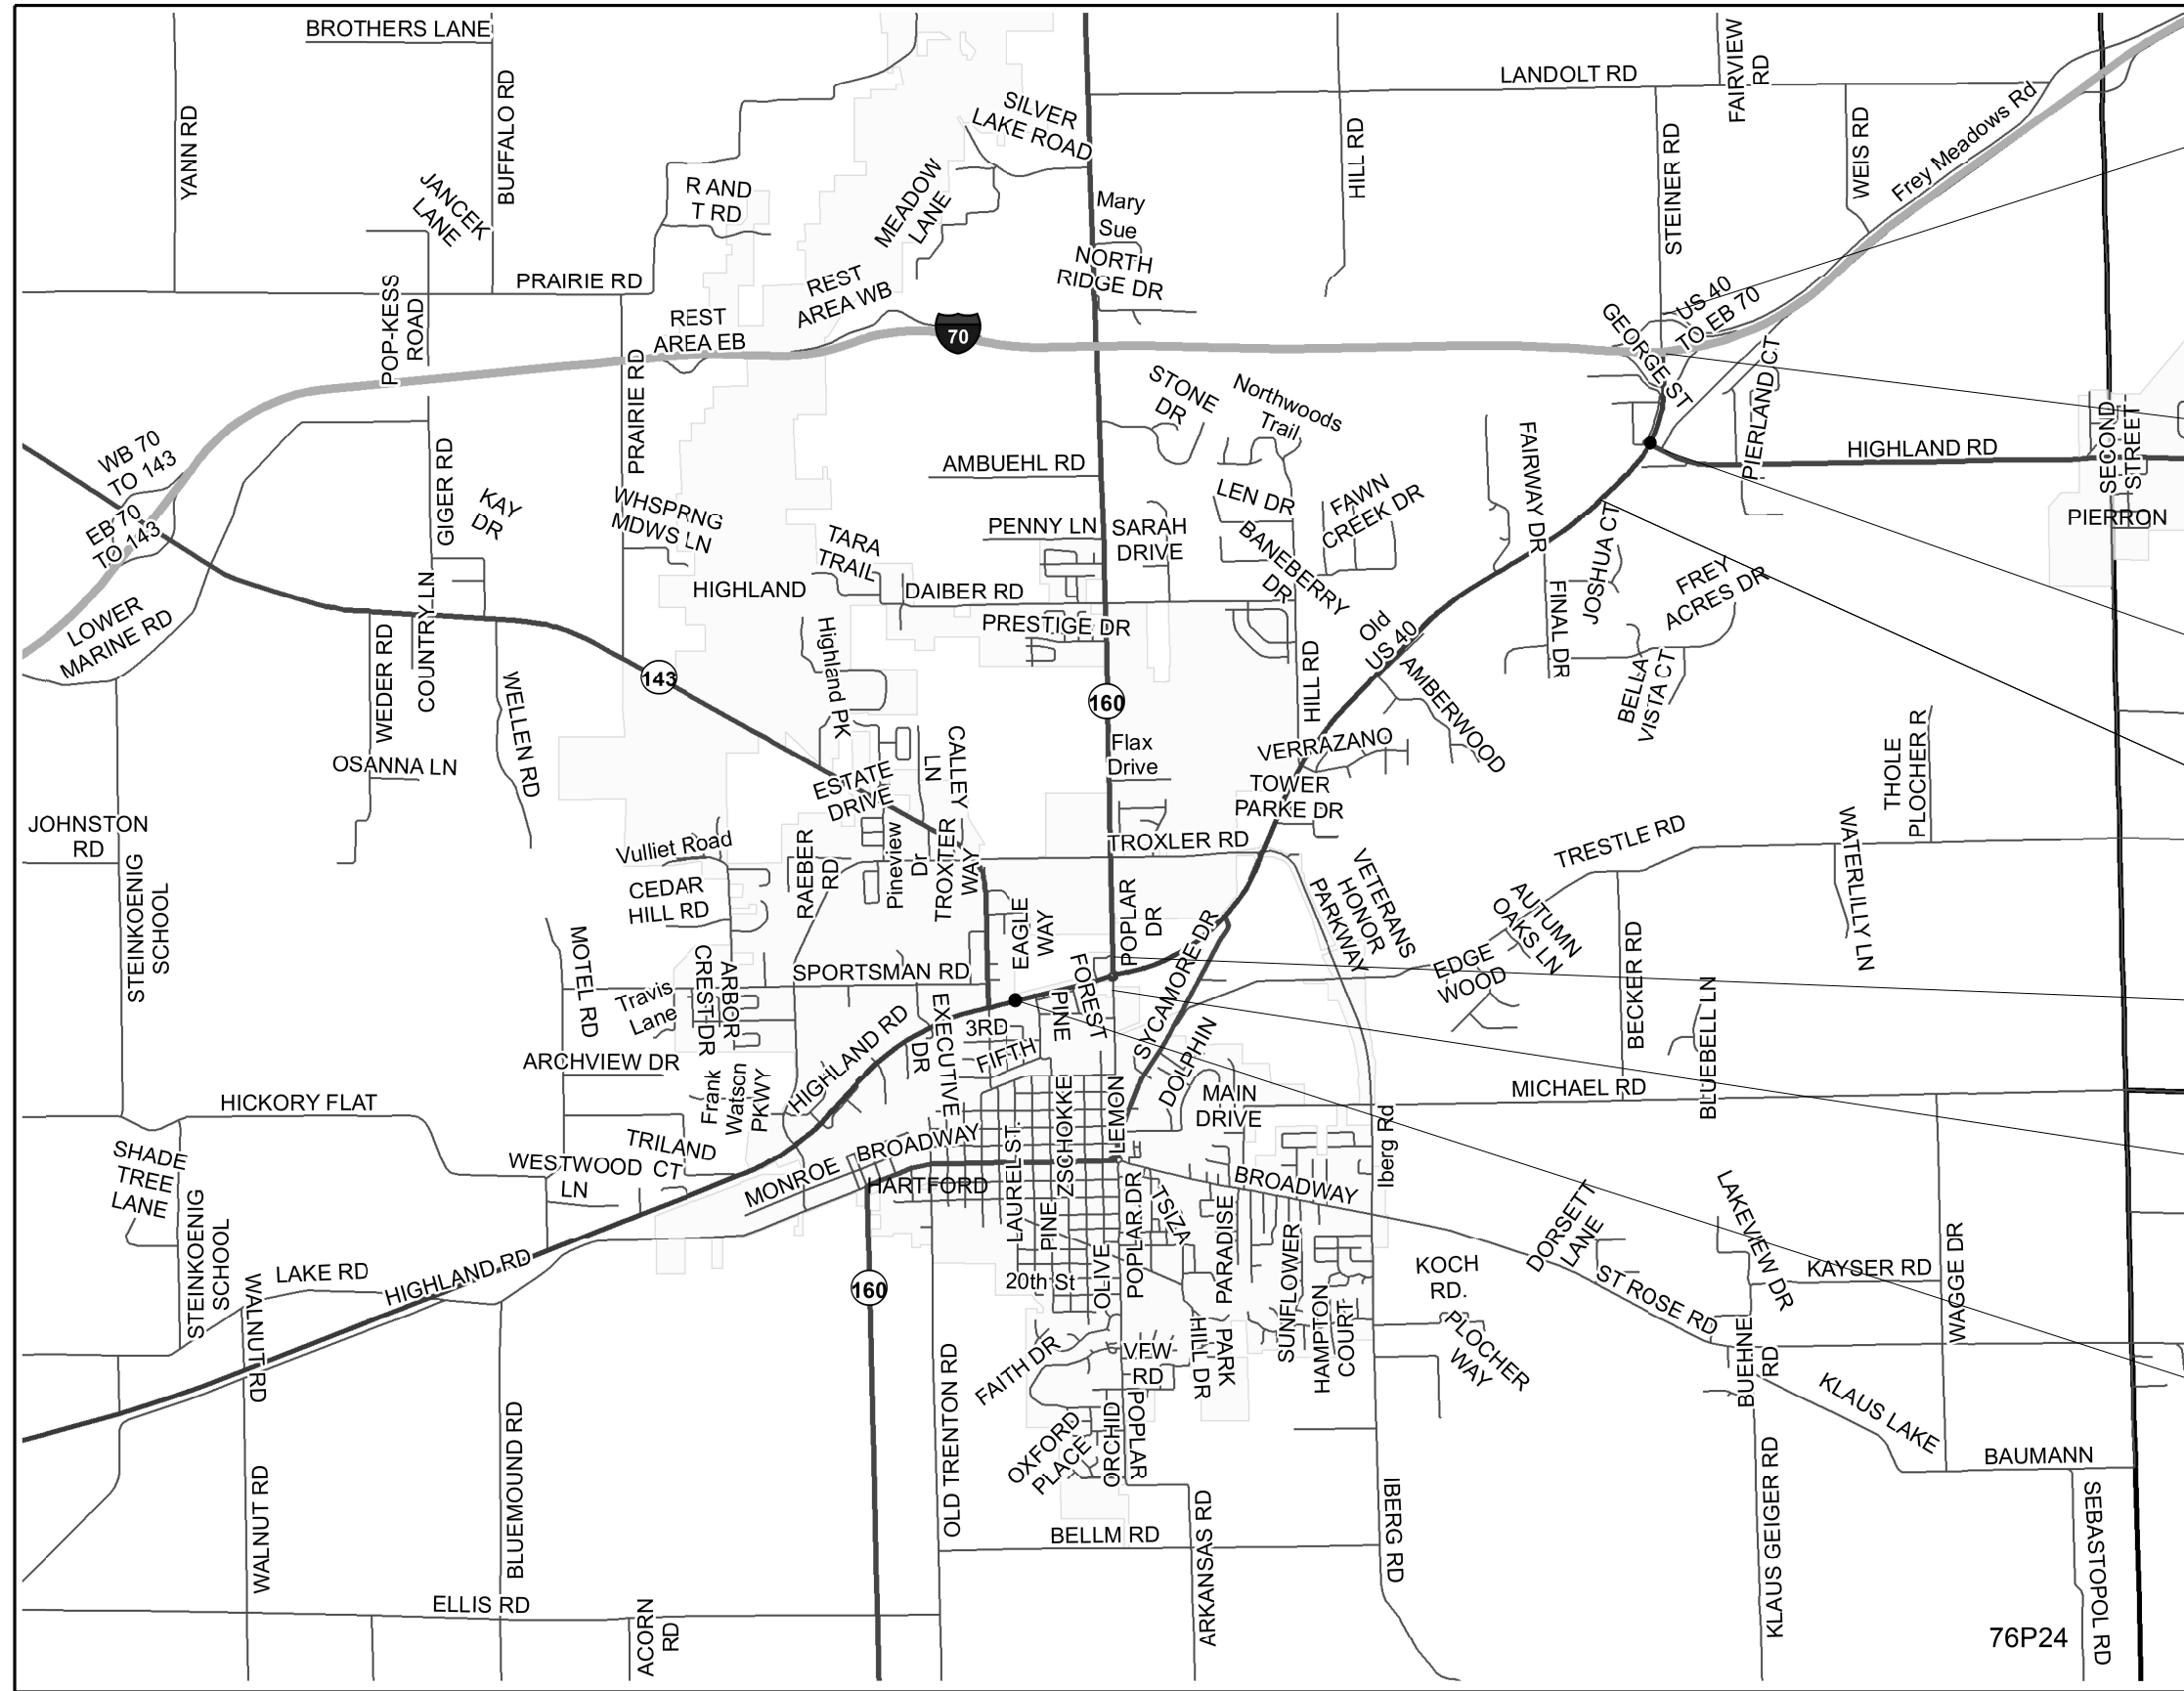 BROTHERS LANE
YANN RD
BUFFALO RD
JANCEK
LANE
R AND
T RD
SILVER
LAKE ROAD
MEADOW
LANE
Mary
Sue
NORTH
RIDGE DR
HILL RD
LANDOLT RD
FAIRVIEW
RD
STEINER RD
WEIS RD
Frey Meadows Rd
PRAIRIE RD
POP-KESS
ROAD
REST
AREA EB
REST
AREA WB
70
US 40
TO EB 70
GEORGE ST
PIERLAND CT
HIGHLAND RD
SECOND
STREET
PIERRON
WB 70
TO 143
EB 70
TO 143
GIGER RD
KAY
DR
PRAIRIE RD
WHSPRNG
MDWS LN
AMBUEHL RD
STONE
DR
Northwoods
Trail
LEN DR
FAWN
CREEK DR
BANEBERRY
DR
PENNY LN
SARAH
DRIVE
TARA
TRAIL
HIGHLAND
DAIBER RD
PRESTIGE DR
FAIRWAY DR
JOSHUA CT
FINAL DR
FREY
ACRES DR
BELLA
VISTA CT
LOWER
MARINE RD
WEDER RD
COUNTRY LN
WELLEN RD
143
Highland PK
160
HILL RD
Old
US 40
AMBERWOOD
OSANNA LN
Flax
Drive
VERRAZANO
TOWER
PARKE DR
ESTATE
DRIVE
CALLEY
LN
THOLE
PLOCHER R
JOHNSTON
RD
Vulliet Road
CEDAR
HILL RD
RAEBER
RD
Pineview
Dr
TROXTER
WAY
TROXLER RD
TRESTLE RD
WATERLILLY LN
STEINKOENIG
SCHOOL
MOTEL RD
Travis
Lane
CREST DR
ARBOR
SPORTSMAN RD
EAGLE
WAY
POPLAR
DR
FOREST
PINE
SYCAMORE DR
VETERANS
HONOR
PARKWAY
EDGE
WOOD
AUTUMN
OAKS LN
BECKER RD
BLUEBELL LN
ARCHVIEW DR
HIGHLAND RD
EXECUTIVE
DR
3RD
FIFTH
DOLPHIN
MAIN
DRIVE
MICHAEL RD
HICKORY FLAT
Frank
Watson
PKWY
TRILAND
CT
WESTWOOD
LN
MONROE
BROADWAY
HARTFORD
LAUREL ST.
ZSCHOKKE
LEMON
Iberg Rd
SHADE
TREE
LANE
STEINKOENIG
SCHOOL
PINE
OLIVE
POPLAR DR
TSIZA
PARADISE
BROADWAY
SUNFLOWER
HAMPTON
COURT
20th St
LAKE RD
HIGHLAND RD
WALNUT RD
160
KOCH
RD.
PLOCHER
WAY
DORSETT
LANE
ST ROSE RD
LAKEVIEW DR
KAYSER RD
WAGGE DR
BUEHNE
RD
KLAUS LAKE
BAUMANN
FAITH DR
VFW
RD
HILL DR
PARK
OXFORD
PLACE
ORCHID
POPLAR
OLD TRENTON RD
BLUEMOUND RD
WALNUT RD
BELLM RD
ARKANSAS RD
IBERG RD
KLAUS GEIGER RD
SEBASTOPOL RD
ELLIS RD
ACORN
RD
76P24